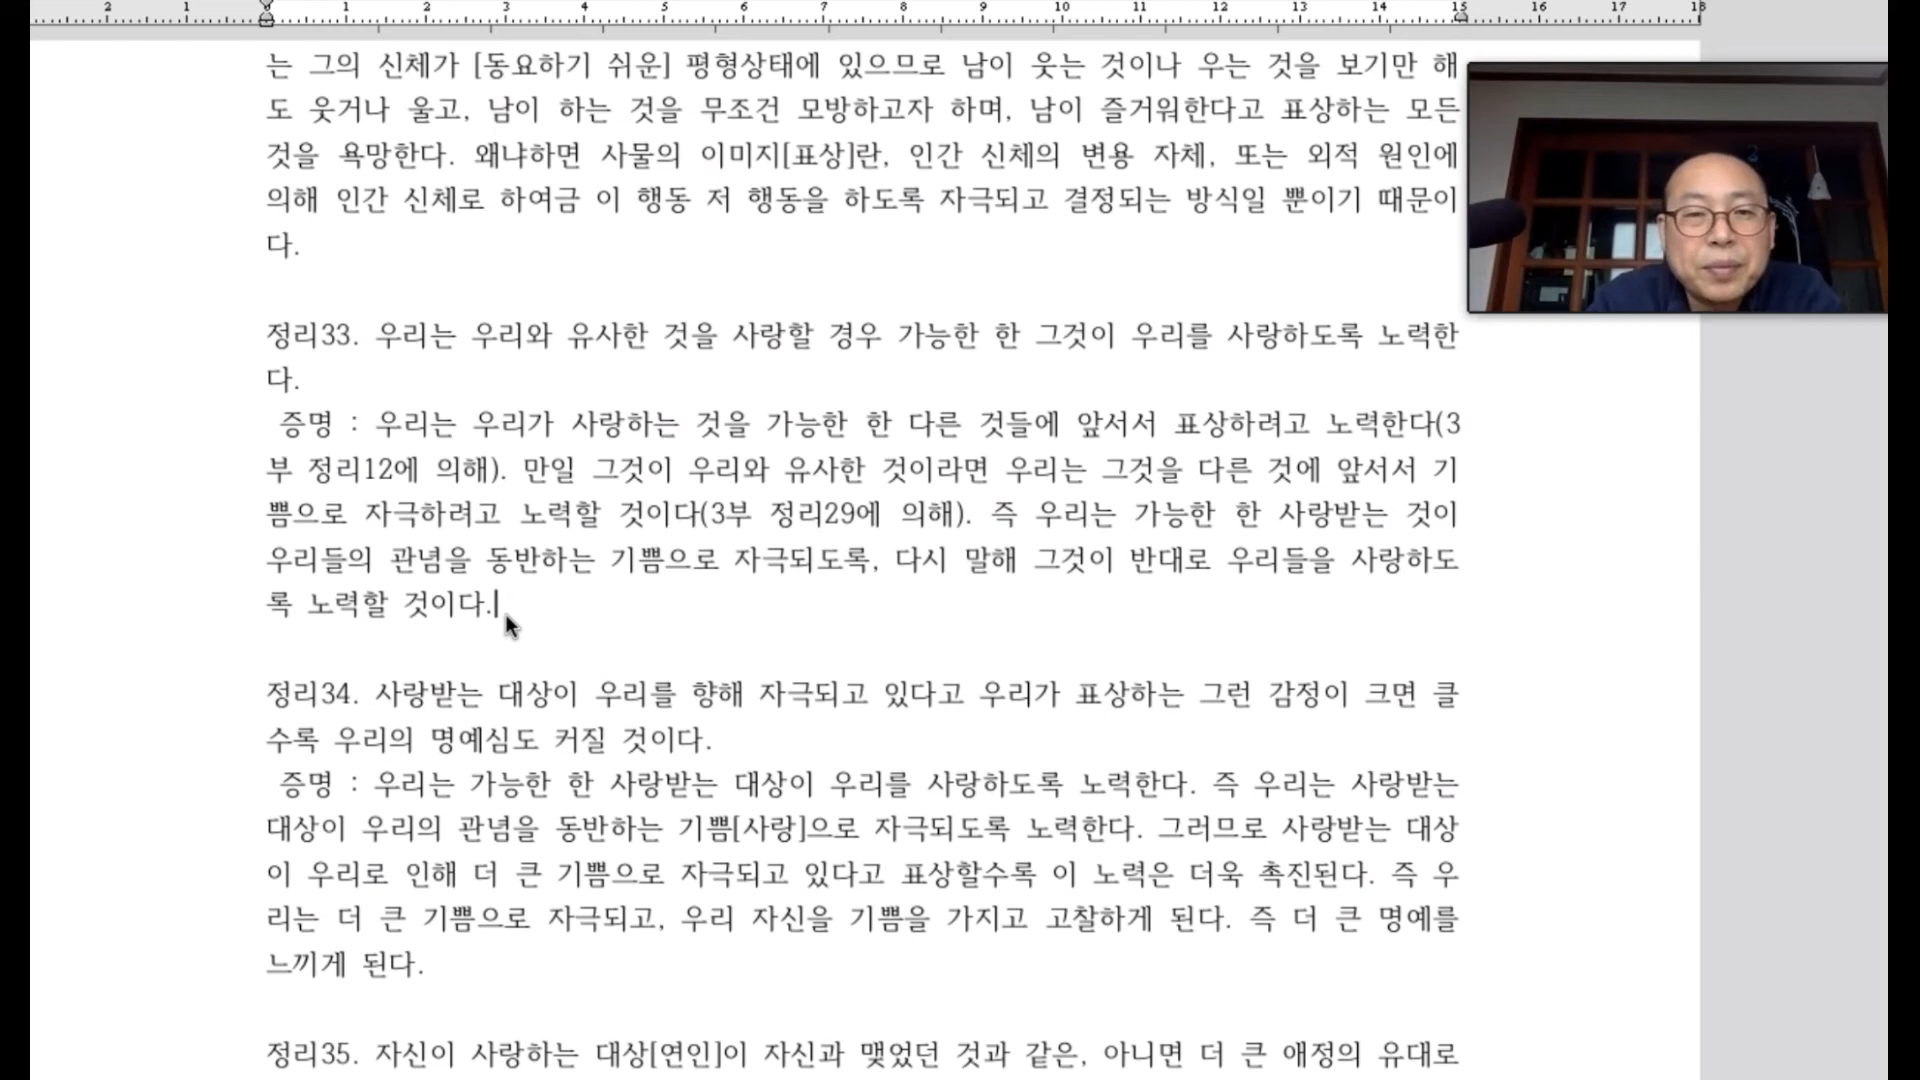 2 1 1 2 3 4 5 6 7 8 9 10 11 12 13 14 15 16 17 18
는 그의 신체가 [동요하기 쉬운] 평형상태에 있으므로 남이 웃는 것이나 우는 것을 보기만 해
도 웃거나 울고, 남이 하는 것을 무조건 모방하고자 하며, 남이 즐거워한다고 표상하는 모든
것을 욕망한다. 왜냐하면 사물의 이미지[표상]란, 인간 신체의 변용 자체, 또는 외적 원인에
의해 인간 신체로 하여금 이 행동 저 행동을 하도록 자극되고 결정되는 방식일 뿐이기 때문이
다.
정리33. 우리는 우리와 유사한 것을 사랑할 경우 가능한 한 그것이 우리를 사랑하도록 노력한
다.
증명 : 우리는 우리가 사랑하는 것을 가능한 한 다른 것들에 앞서서 표상하려고 노력한다(3
부 정리12에 의해). 만일 그것이 우리와 유사한 것이라면 우리는 그것을 다른 것에 앞서서 기
쁨으로 자극하려고 노력할 것이다(3부 정리29에 의해). 즉 우리는 가능한 한 사랑받는 것이
우리들의 관념을 동반하는 기쁨으로 자극되도록, 다시 말해 그것이 반대로 우리들을 사랑하도
록 노력할 것이다.
정리34. 사랑받는 대상이 우리를 향해 자극되고 있다고 우리가 표상하는 그런 감정이 크면 클
수록 우리의 명예심도 커질 것이다.
증명 : 우리는 가능한 한 사랑받는 대상이 우리를 사랑하도록 노력한다. 즉 우리는 사랑받는
대상이 우리의 관념을 동반하는 기쁨[사랑]으로 자극되도록 노력한다. 그러므로 사랑받는 대상
이 우리로 인해 더 큰 기쁨으로 자극되고 있다고 표상할수록 이 노력은 더욱 촉진된다. 즉 우
리는 더 큰 기쁨으로 자극되고, 우리 자신을 기쁨을 가지고 고찰하게 된다. 즉 더 큰 명예를
느끼게 된다.
정리35. 자신이 사랑하는 대상[연인]이 자신과 맺었던 것과 같은, 아니면 더 큰 애정의 유대로